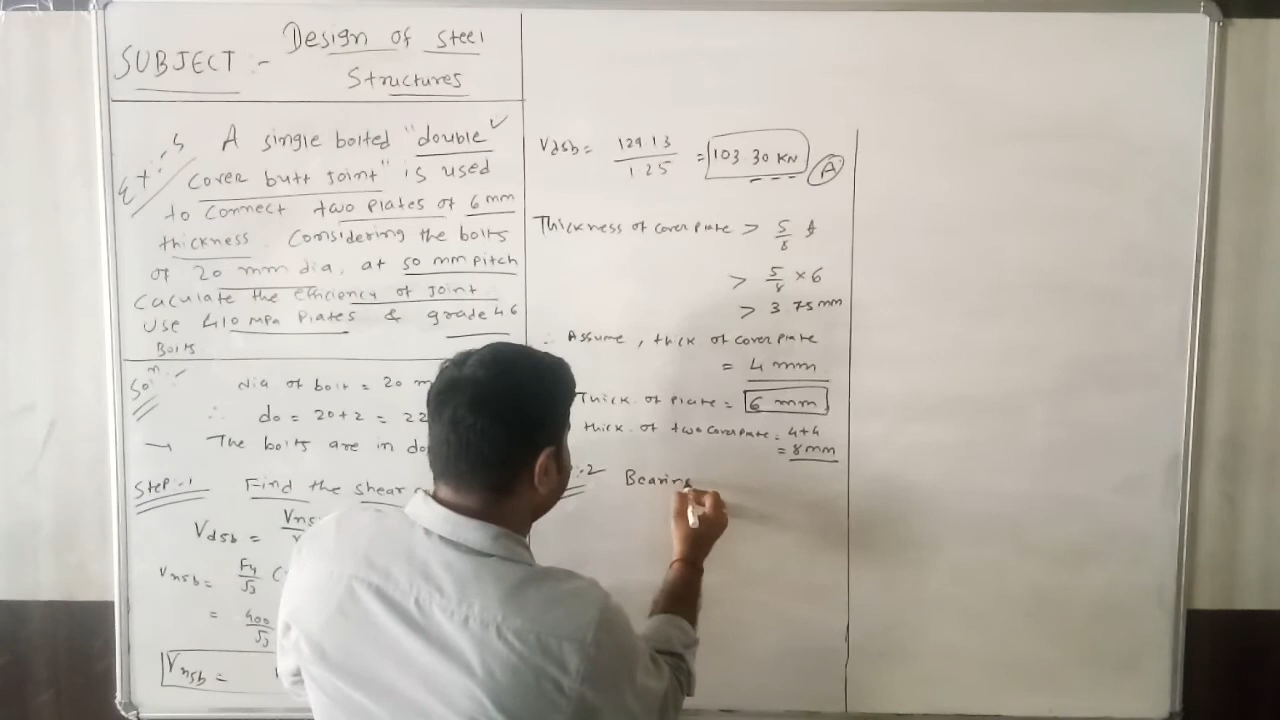 SUBJECT :- Design of Steel
Structures
Ex :- 5 A single bolted "double
cover butt joint" is used
to connect two plates of 6 mm
thickness. Considering the bolts
of 20 mm dia, at 50 mm pitch
Caculate the efficiency of joint
Use 410 MPa Plates & grade 4.6
Bolts
Soln :- dia of bolt = 20 m
∴ do = 20+2 = 22
→ The bolts are in do
Step-1 Find the shear
Vdsb = Vns
Vnsb = Fu/√3 (
= 400/√3
Vnsb =
Vdsb = 129.13/1.25 = 103.30 KN (A)
Thickness of cover plate > 5/8 t
> 5/8 × 6
> 3.75 mm
∴ Assume, thick of cover plate
= 4 mm
Thick. of Plate = 6 mm
thick. of two cover plate = 4+4
= 8 mm
:-2 Bearing